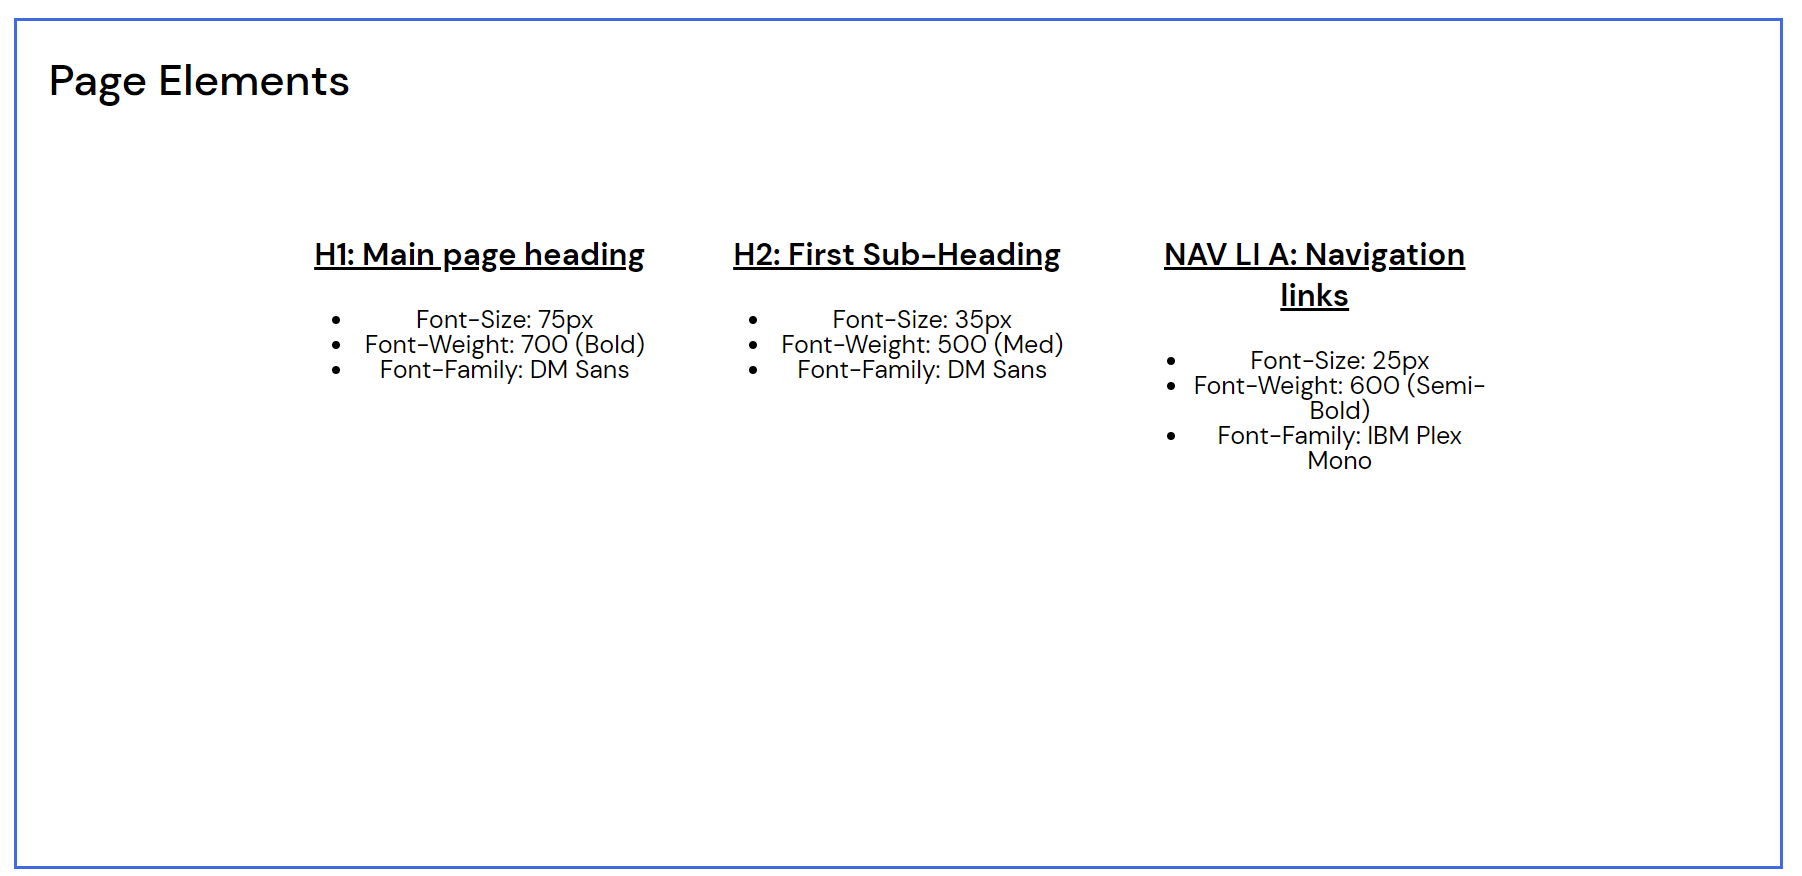 Page Elements
H1: Main page heading
Font-Size: 75px
Font-Weight: 700 (Bold)
Font-Family: DM Sans
H2: First Sub-Heading
Font-Size: 35px
Font-Weight: 500 (Med)
Font-Family: DM Sans
NAV LI A: Navigation
links
Font-Size: 25px
Font-Weight: 600 (Semi-
Bold)
Font-Family: IBM Plex
Mono